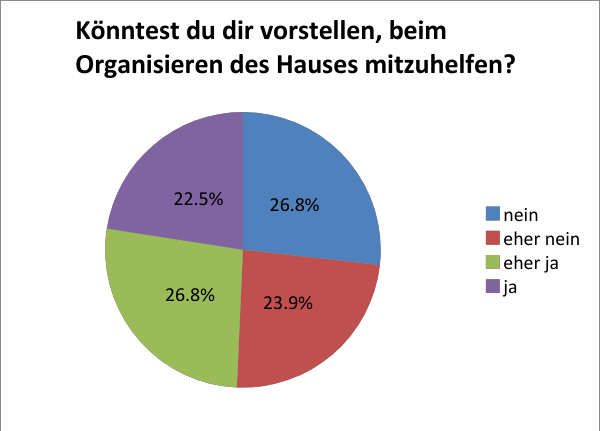 Könntest du dir vorstellen, beim
Organisieren des Hauses mitzuhelfen?
22.5%
26.8%
26.8%
23.9%
nein
eher nein
eher ja
ja